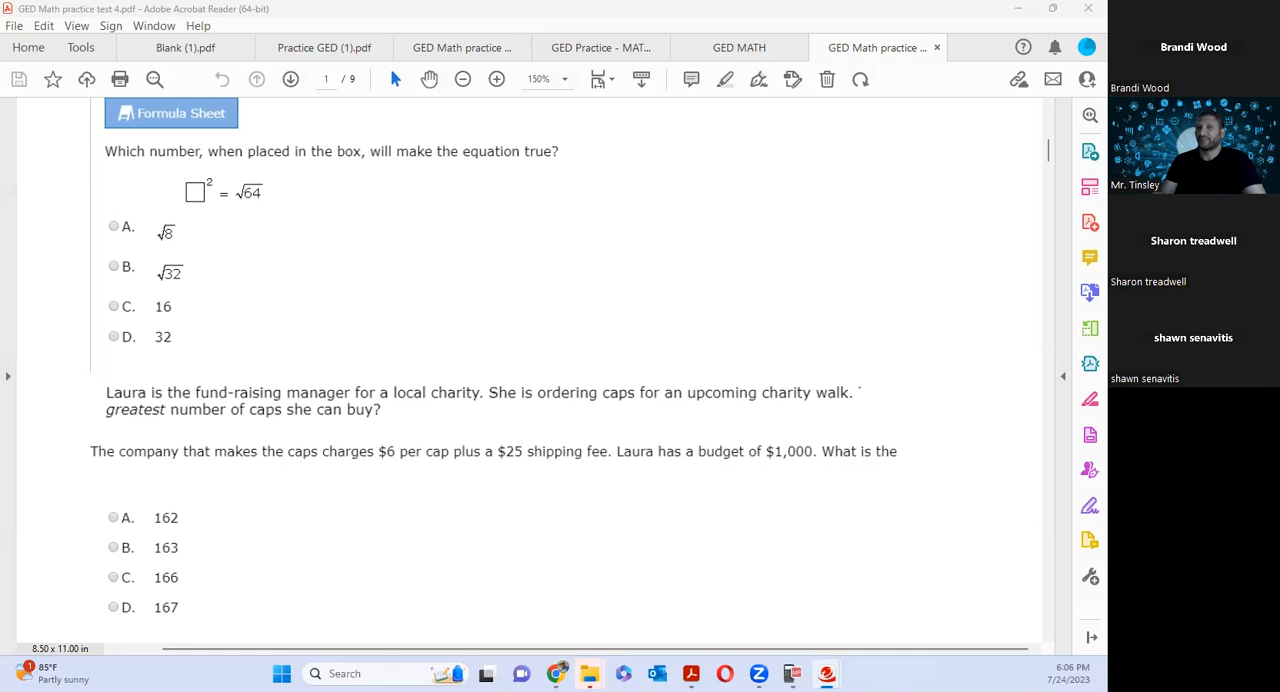 GED Math practice test 4.pdf - Adobe Acrobat Reader (64-bit)
File Edit View Sign Window Help
Home Tools Blank (1).pdf Practice GED (1).pdf GED Math practice ... GED Practice - MAT... GED MATH GED Math practice ... ×
1 / 9 150%
Formula Sheet
Which number, when placed in the box, will make the equation true?
□² = √64
A. √8
B. √32
C. 16
D. 32
Laura is the fund-raising manager for a local charity. She is ordering caps for an upcoming charity walk.
greatest number of caps she can buy?
The company that makes the caps charges $6 per cap plus a $25 shipping fee. Laura has a budget of $1,000. What is the
A. 162
B. 163
C. 166
D. 167
8.50 x 11.00 in
1
85°F
Partly sunny
Search
6:06 PM
7/24/2023
Brandi Wood
Brandi Wood
Mr. Tinsley
Sharon treadwell
Sharon treadwell
shawn senavitis
shawn senavitis